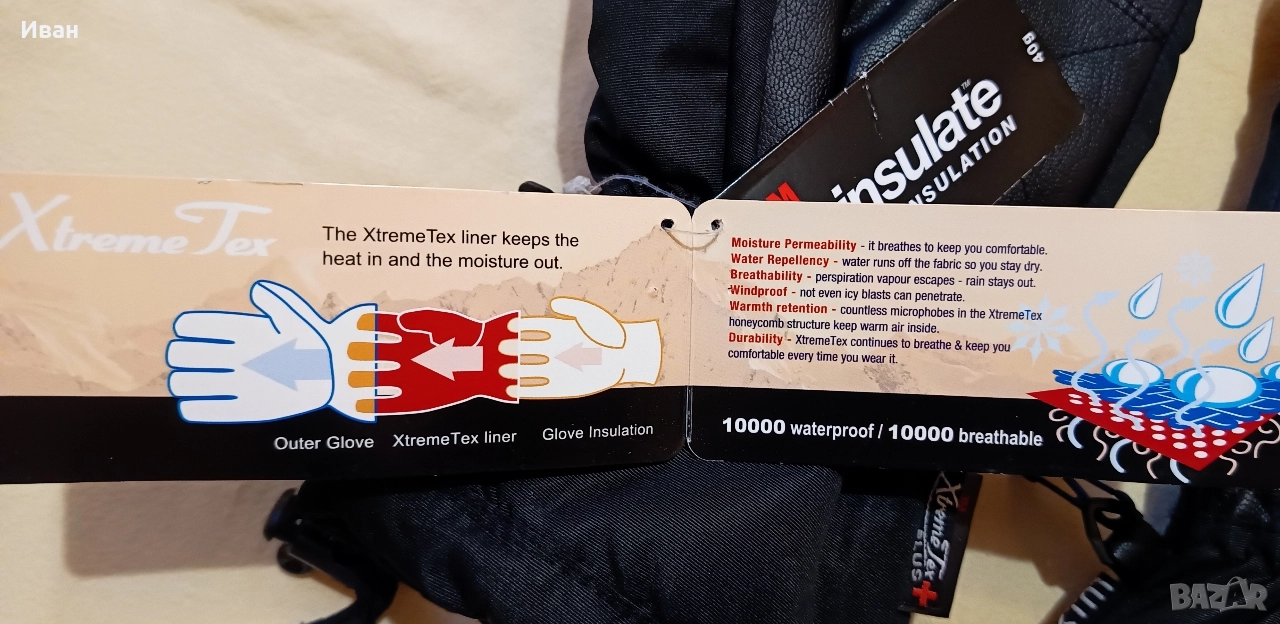 Иван
40g
insulate™
INSULATION
Xtreme Tex
The XtremeTex liner keeps the
heat in and the moisture out.
Outer Glove XtremeTex liner Glove Insulation
Moisture Permeability - it breathes to keep you comfortable.
Water Repellency - water runs off the fabric so you stay dry.
Breathability - perspiration vapour escapes - rain stays out.
Windproof - not even icy blasts can penetrate.
Warmth retention - countless microphobes in the XtremeTex
honeycomb structure keep warm air inside.
Durability - XtremeTex continues to breathe & keep you
comfortable every time you wear it.
10000 waterproof / 10000 breathable
XtremeTex
PLUS
BAZAR